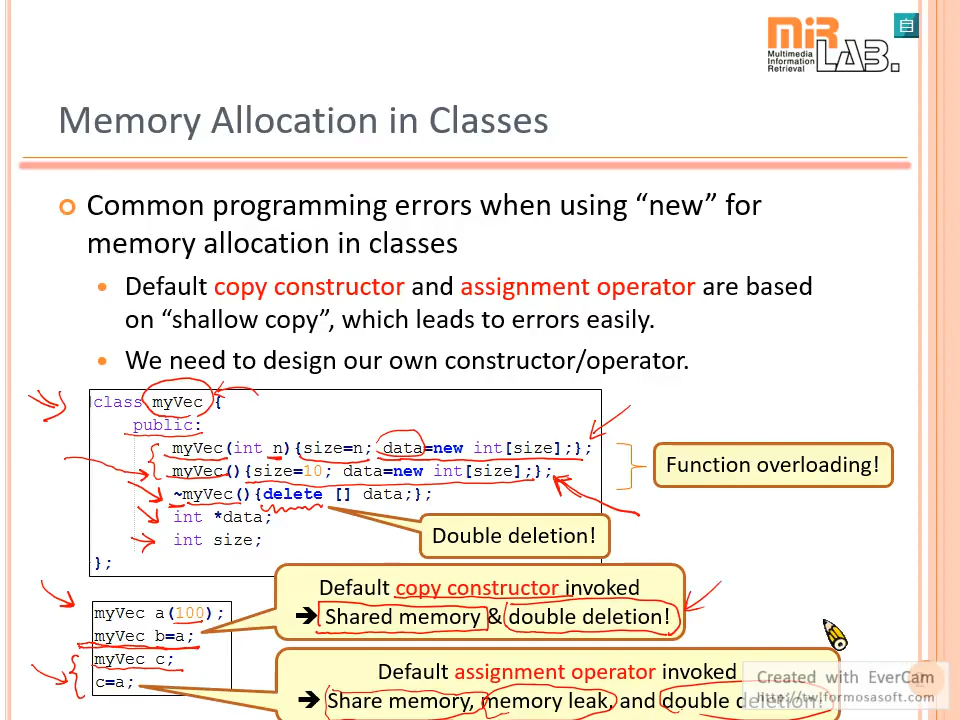 自
MiR
LAB.
Multimedia
Information
Retrieval
Memory Allocation in Classes
Common programming errors when using “new” for
memory allocation in classes
Default copy constructor and assignment operator are based
on “shallow copy”, which leads to errors easily.
We need to design our own constructor/operator.
class myVec {
public:
myVec(int n){size=n; data=new int[size];};
myVec(){size=10; data=new int[size];};
~myVec(){delete [] data;};
int *data;
int size;
};
Function overloading!
Double deletion!
Default copy constructor invoked
➔ Shared memory & double deletion!
myVec a(100);
myVec b=a;
myVec c;
c=a;
Default assignment operator invoked
➔ Share memory, memory leak, and double deletion!
Created with EverCam
http://tw.formosasoft.com